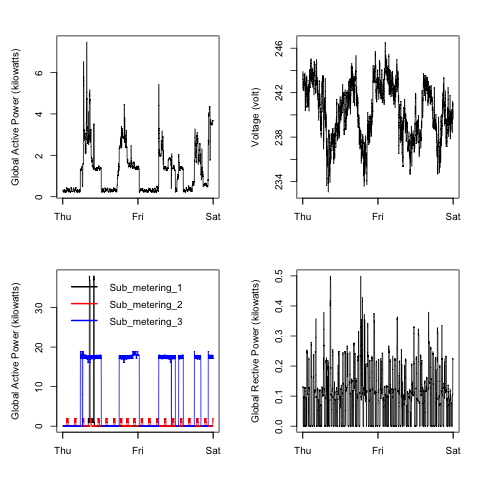 Global Active Power (kilowatts)
0 2 4 6
Thu Fri Sat
Voltage (volt)
234 238 242 246
Thu Fri Sat
Global Active Power (kilowatts)
0 10 20 30
Sub_metering_1
Sub_metering_2
Sub_metering_3
Thu Fri Sat
Global Rective Power (kilowatts)
0.0 0.1 0.2 0.3 0.4 0.5
Thu Fri Sat